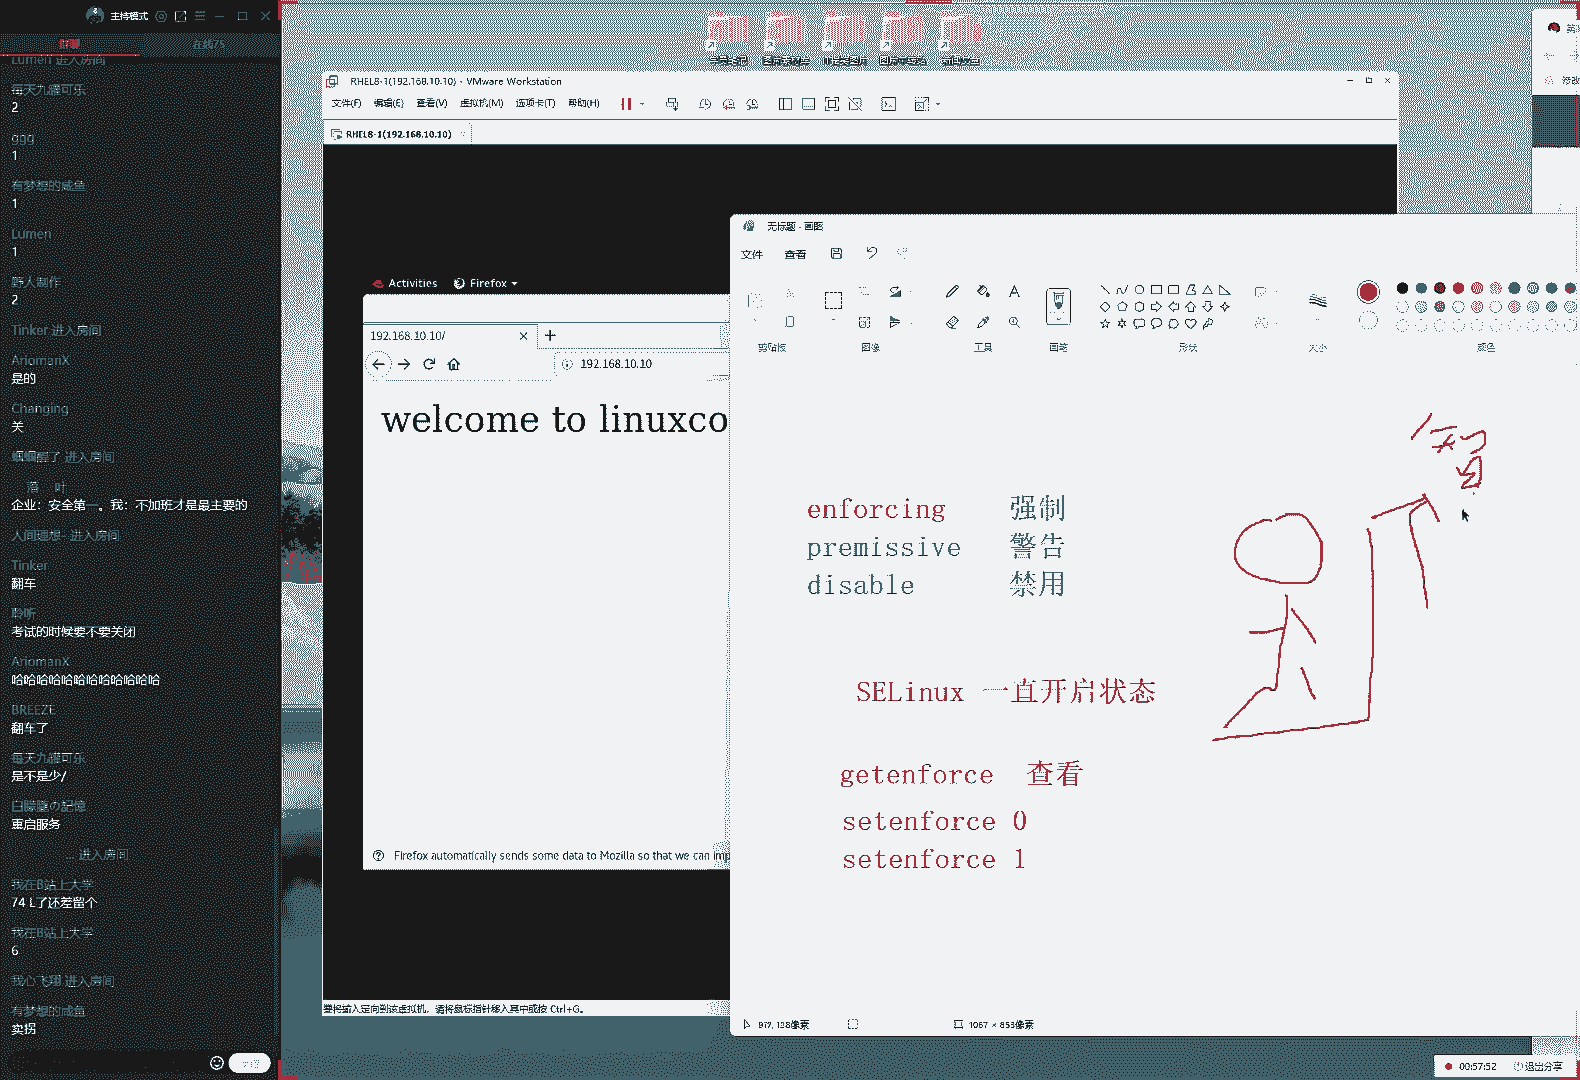 主持模式
在线75
Lumen 进入房间
每天九罐可乐
2
ggg
1
有梦想的咸鱼
1
Lumen
1
野人制作
2
Tinker 进入房间
AriomanX
是的
Changing
关
进入房间
落 叶
企业：安全第一。我：不加班才是最主要的
人间理想- 进入房间
Tinker
翻车
聆听
考试的时候要不要关闭
AriomanX
哈哈哈哈哈哈哈哈哈哈哈哈
BREEZE
翻车了
每天九罐可乐
是不是少/
白朦朧の記憶
重启服务
... 进入房间
我在B站上大学
74 L了还差留个
我在B站上大学
6
我心飞翔 进入房间
有梦想的咸鱼
卖拐
RHEL8-1(192.168.10.10) - VMware Workstation
文件(F) 编辑(E) 查看(V) 虚拟机(M) 选项卡(T) 帮助(H)
RHEL8-1(192.168.10.10)
Activities Firefox
192.168.10.10/
192.168.10.10
welcome to linuxco
Firefox automatically sends some data to Mozilla so that we can imp
要将输入定向到该虚拟机，请将鼠标指针移入其中或按 Ctrl+G。
无标题 - 画图
文件 查看
剪贴板 图像 工具 画笔 形状 大小 颜色
enforcing 强制
premissive 警告
disable 禁用
SELinux 一直开启状态
getenforce 查看
setenforce 0
setenforce 1
977, 138像素
1067 × 853像素
修改
00:57:52 退出分享